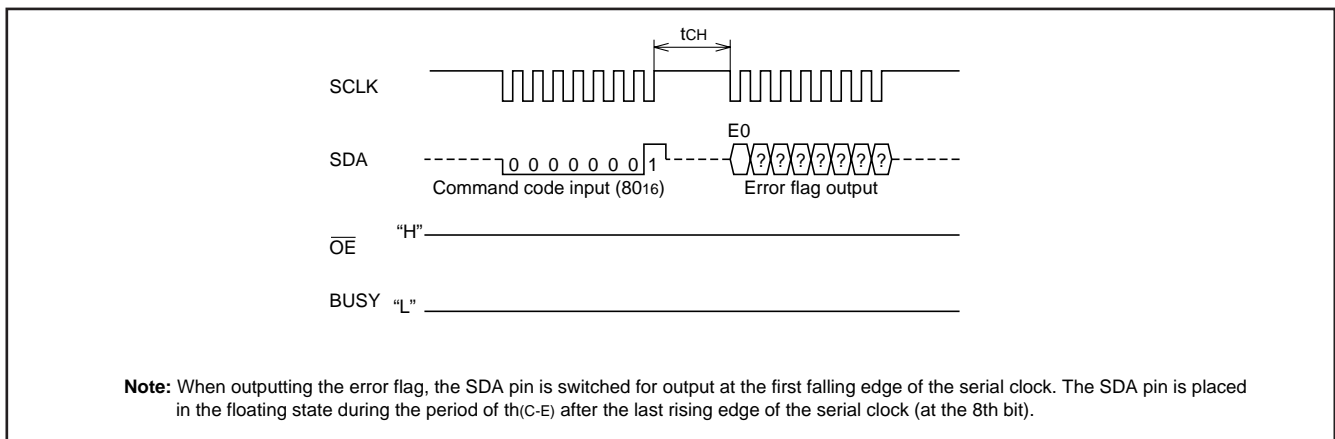 tCH
SCLK
E0
SDA
0 0 0 0 0 0 0 1
? ? ? ? ? ? ?
Command code input (8016)
Error flag output
OE
“H”
BUSY
“L”
Note: When outputting the error flag, the SDA pin is switched for output at the first falling edge of the serial clock. The SDA pin is placed
in the floating state during the period of th(C-E) after the last rising edge of the serial clock (at the 8th bit).